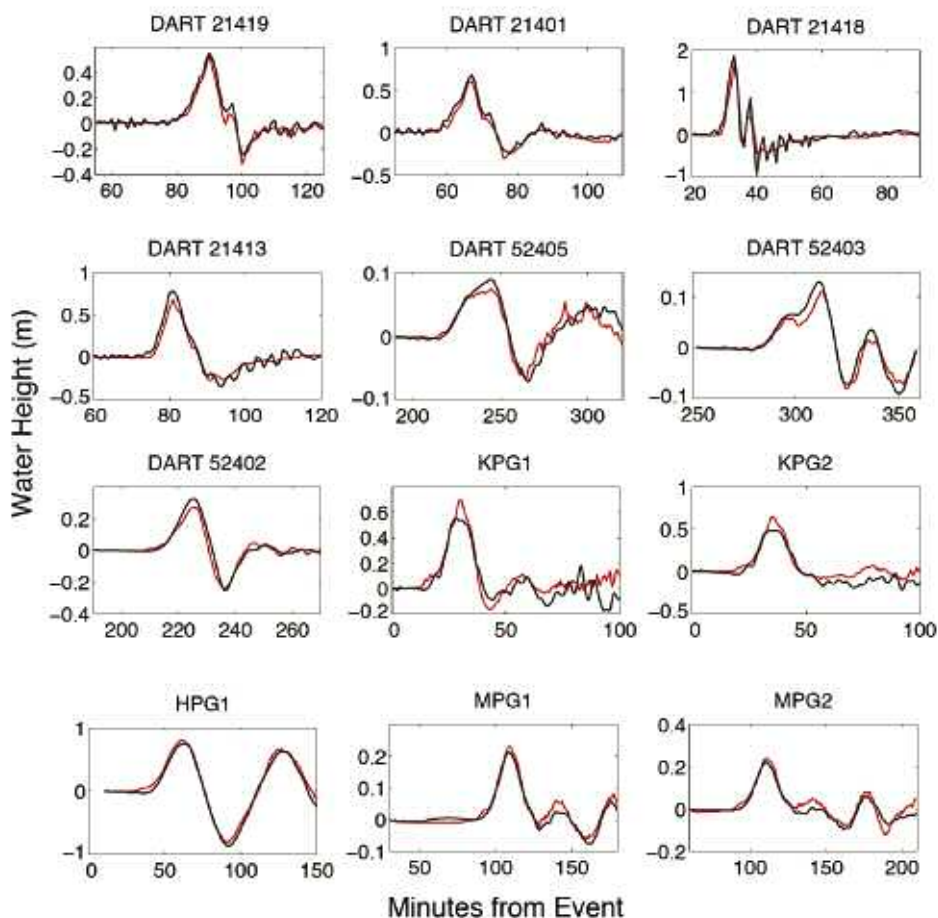 DART 21419 DART 21401 DART 21418
0.4
0.2
0
−0.2
−0.4
60 80 100 120
1
0.5
0
−0.5
60 80 100
2
1
0
−1
20 40 60 80
DART 21413 DART 52405 DART 52403
1
0.5
0
−0.5
60 80 100 120
0.1
0
−0.1
200 250 300
0.1
0
−0.1
250 300 350
Water Height (m)
DART 52402 KPG1 KPG2
0.2
0
−0.2
−0.4
200 220 240 260
0.6
0.4
0.2
0
−0.2
0 50 100
1
0.5
0
−0.5
0 50 100
HPG1 MPG1 MPG2
1
0
−1
0 50 100 150
0.2
0
−0.1
50 100 150
0.4
0.2
0
−0.2
100 150 200
Minutes from Event